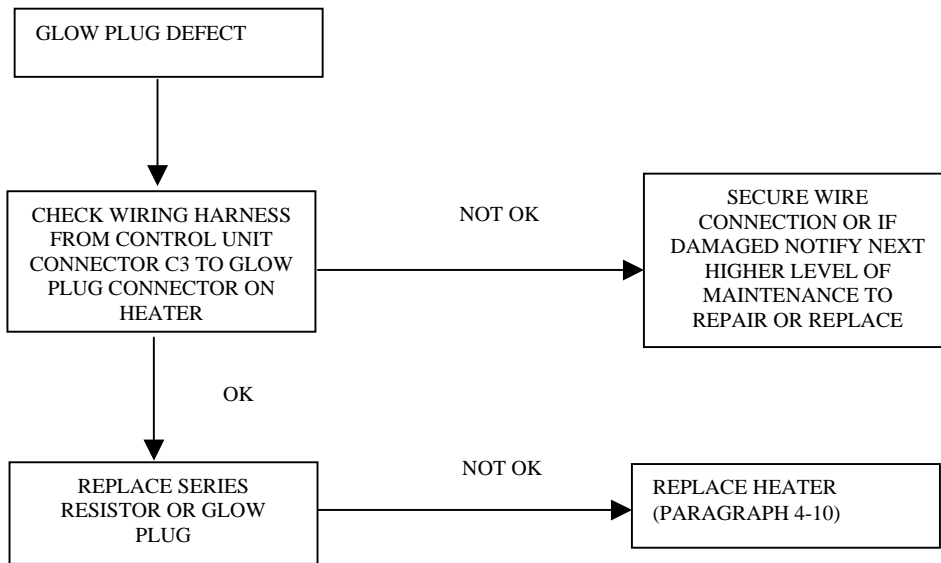 GLOW PLUG DEFECT
CHECK WIRING HARNESS
FROM CONTROL UNIT
CONNECTOR C3 TO GLOW
PLUG CONNECTOR ON
HEATER
NOT OK
SECURE WIRE
CONNECTION OR IF
DAMAGED NOTIFY NEXT
HIGHER LEVEL OF
MAINTENANCE TO
REPAIR OR REPLACE
OK
REPLACE SERIES
RESISTOR OR GLOW
PLUG
NOT OK
REPLACE HEATER
(PARAGRAPH 4-10)